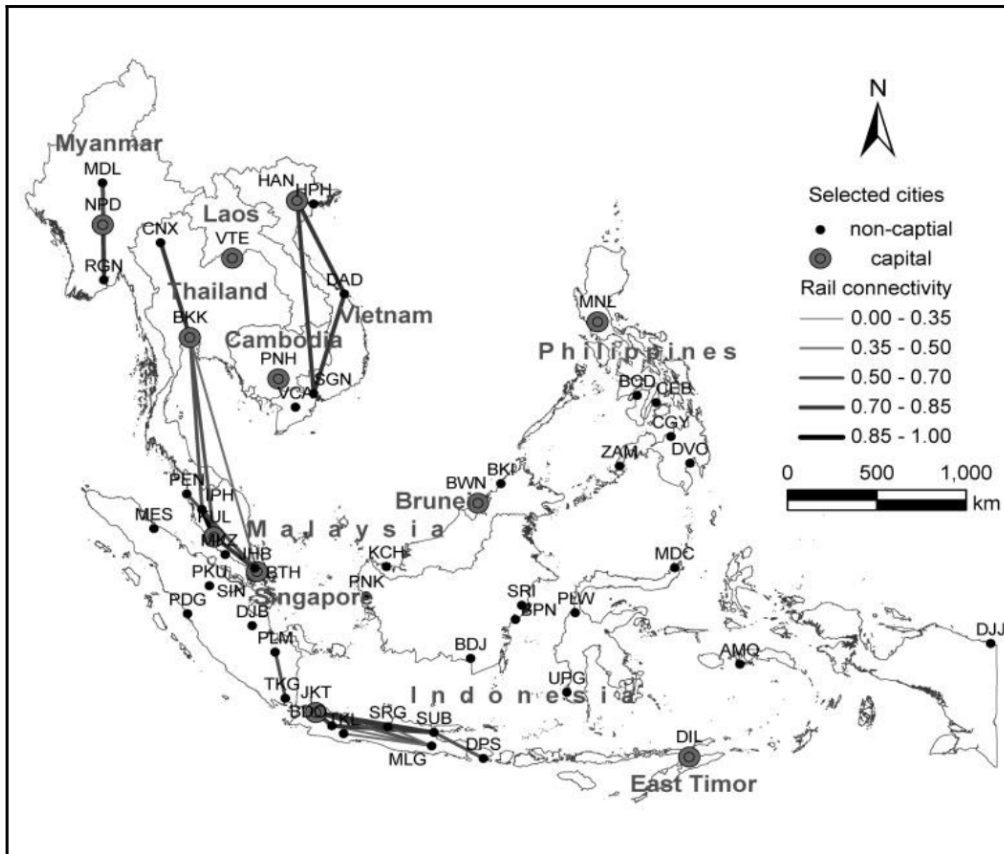 N
Myanmar
MDL
NPD
RGN
CNX
Laos
VTE
HAN
HPH
DAD
Vietnam
Thailand
BKK
Cambodia
PNH
SGN
VCA
MNL
Philippines
BCD
CEB
CGY
DVO
ZAM
Selected cities
non-captial
capital
Rail connectivity
0.00 - 0.35
0.35 - 0.50
0.50 - 0.70
0.70 - 0.85
0.85 - 1.00
0
500
1,000
km
PEN
IPH
MES
KUL
Malaysia
MKZ
JHB
BTH
PKU
SIN
Singapore
PDG
DJB
PLM
TKG
BKI
BWN
Brunei
KCH
PNK
SRI
BPN
PLW
MDC
BDJ
UPG
AMQ
DJJ
Indonesia
JKT
BDO
SRG
SUB
MLG
DPS
DIL
East Timor